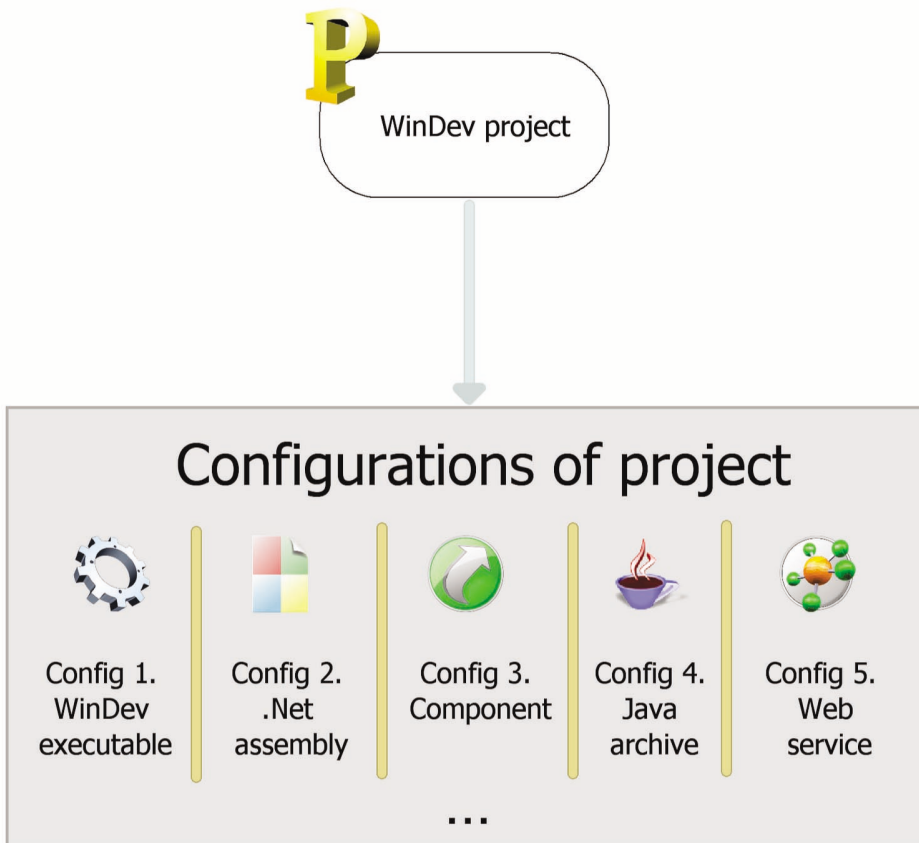 P
WinDev project
Configurations of project
Config 1.
WinDev
executable
Config 2.
.Net
assembly
Config 3.
Component
Config 4.
Java
archive
Config 5.
Web
service
...